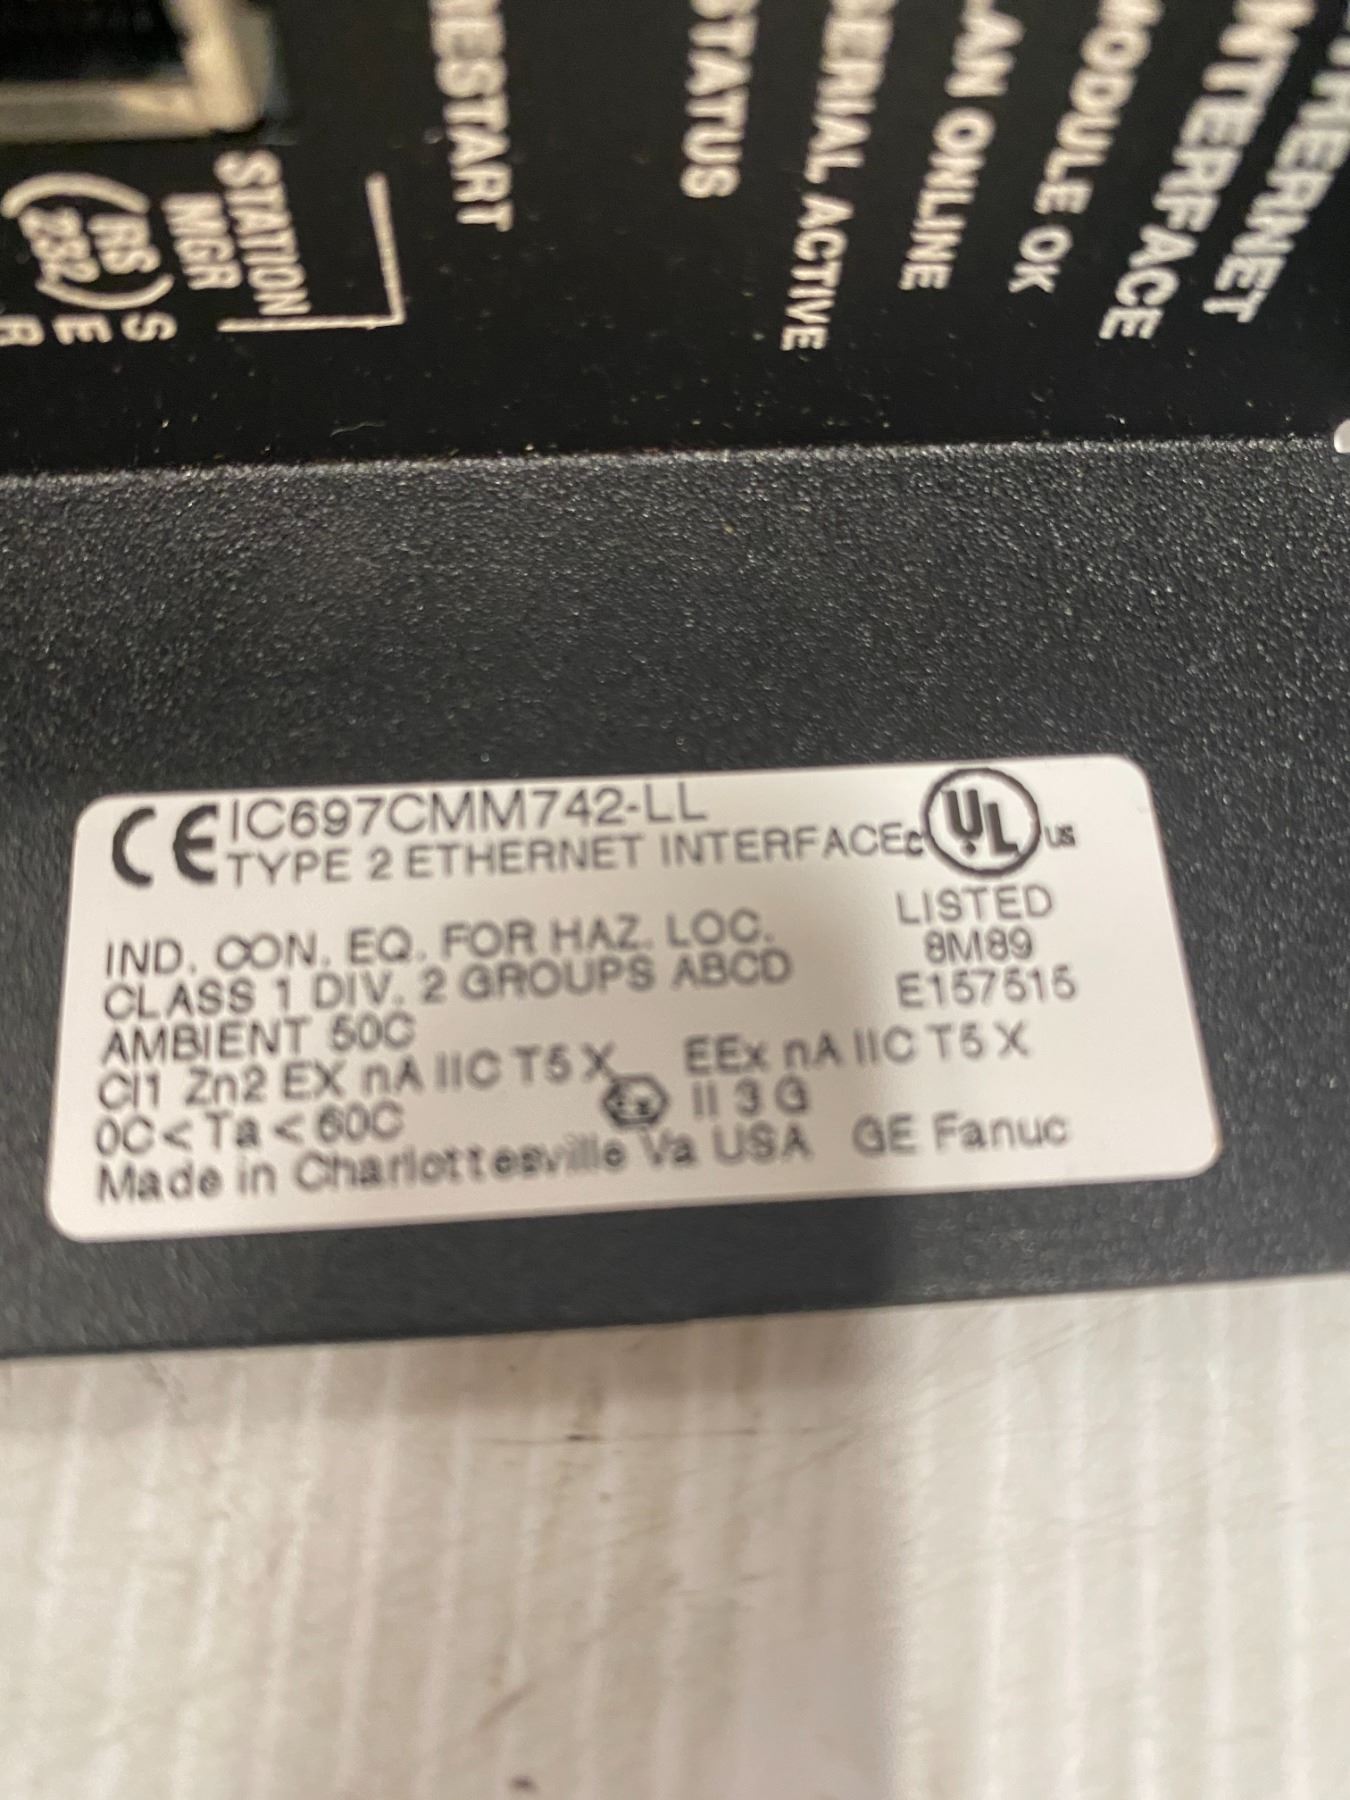 RESTART
STATUS
SERIAL ACTIVE
LAN ONLINE
MODULE OK
ETHERNET
INTERFACE
STATION
MGR
(RS
232)
S
E
R
CE IC697CMM742-LL
TYPE 2 ETHERNET INTERFACE
c UL us
LISTED
8M89
E157515
IND. CON. EQ. FOR HAZ. LOC.
CLASS 1 DIV. 2 GROUPS ABCD
AMBIENT 50C
Cl1 Zn2 EX nA IIC T5 X EEx nA IIC T5 X
0C < Ta < 60C Ex II 3 G
Made in Charlottesville Va USA GE Fanuc